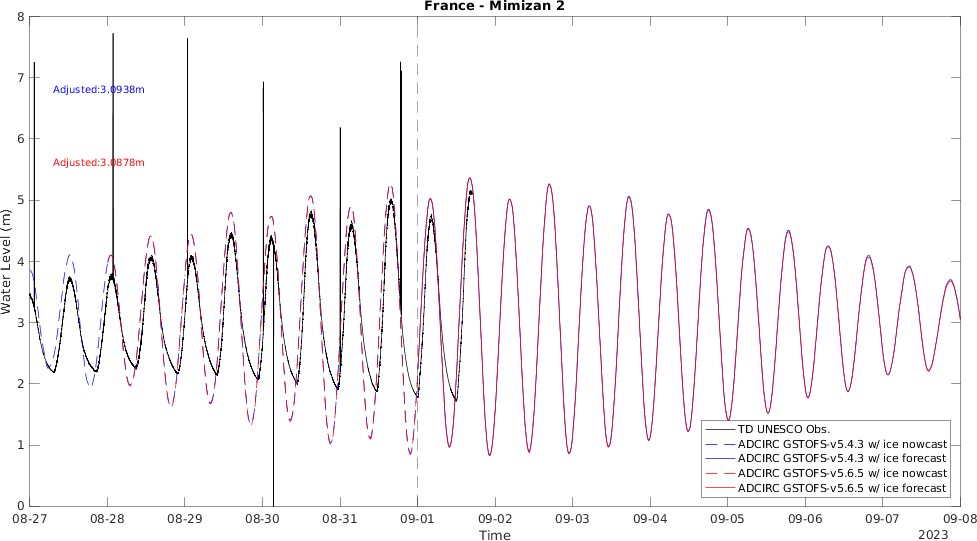 France - Mimizan 2
8
7
6
5
4
3
2
1
0
Water Level (m)
Adjusted:3.0938m
Adjusted:3.0878m
TD UNESCO Obs.
ADCIRC GSTOFS-v5.4.3 w/ ice nowcast
ADCIRC GSTOFS-v5.4.3 w/ ice forecast
ADCIRC GSTOFS-v5.6.5 w/ ice nowcast
ADCIRC GSTOFS-v5.6.5 w/ ice forecast
08-27 08-28 08-29 08-30 08-31 09-01 09-02 09-03 09-04 09-05 09-06 09-07 09-08
Time
2023